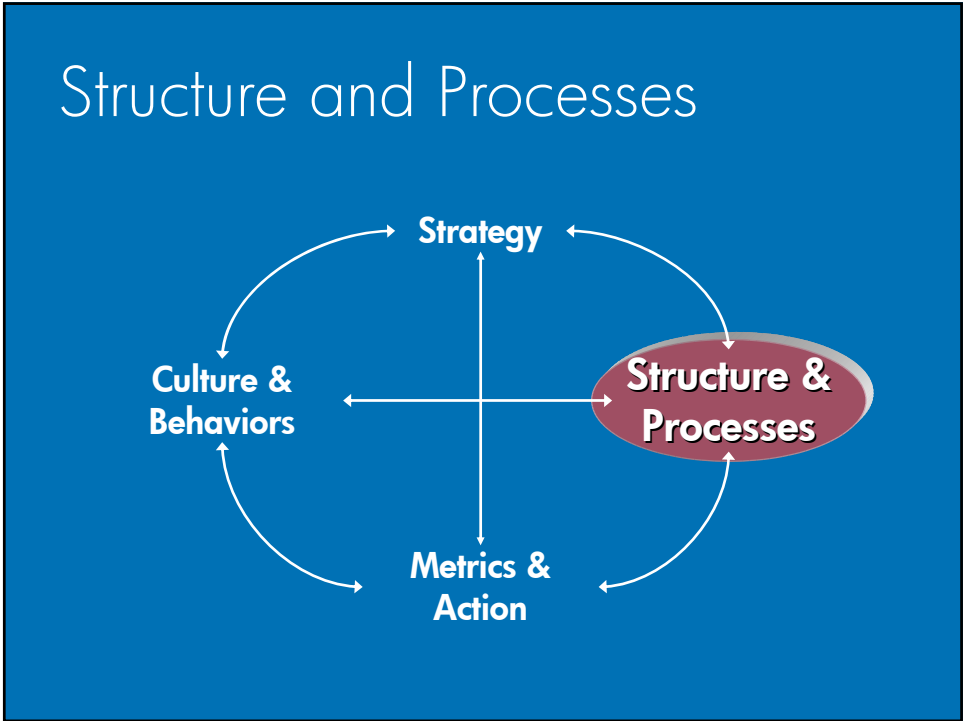 Structure and Processes
Strategy
Culture &
Behaviors
Structure &
Processes
Metrics &
Action